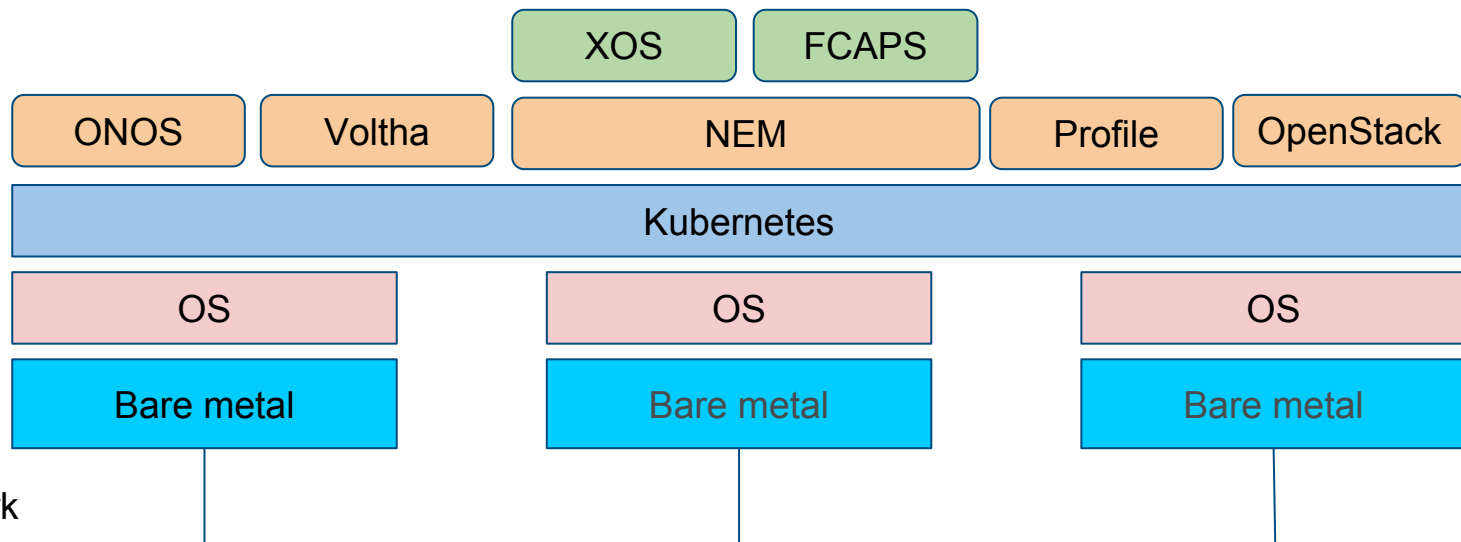 XOS FCAPS
ONOS Voltha NEM Profile OpenStack
Kubernetes
OS OS OS
Bare metal Bare metal Bare metal